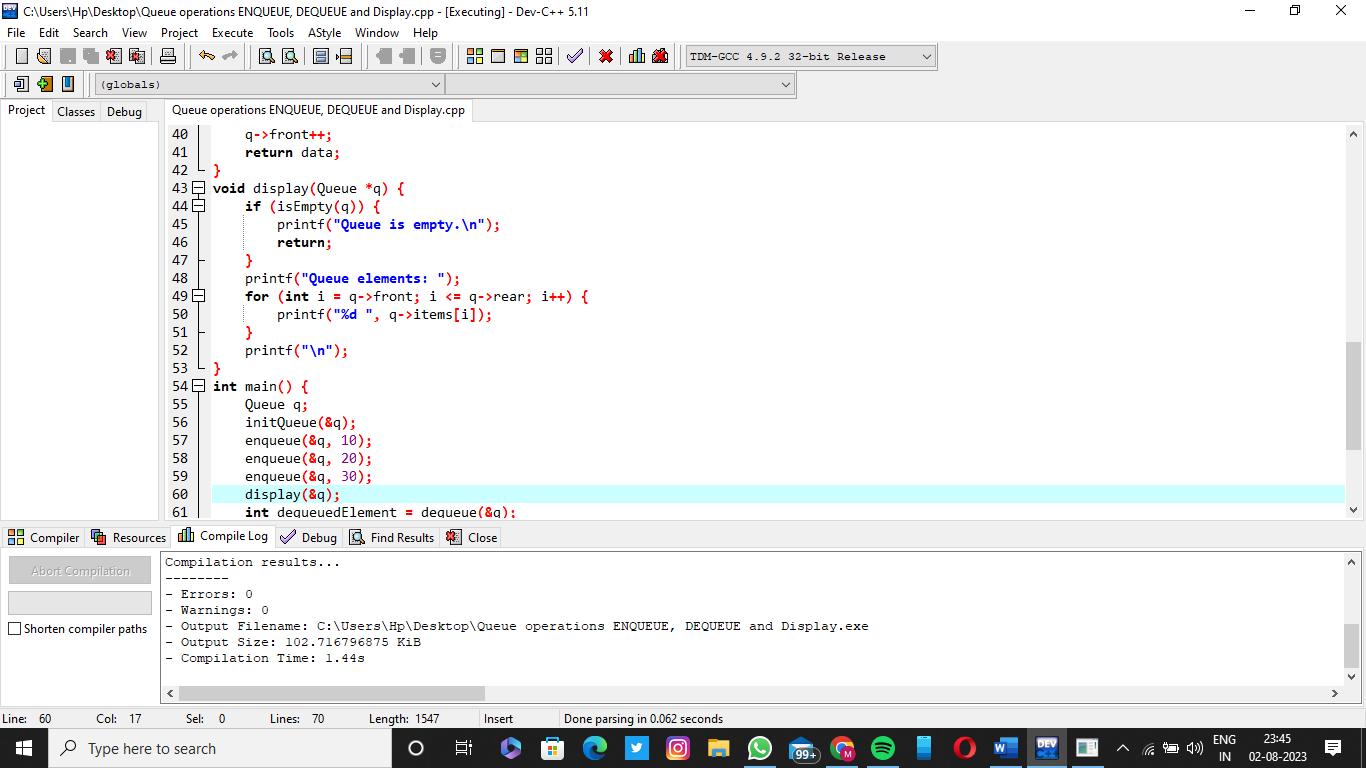 C:\Users\Hp\Desktop\Queue operations ENQUEUE, DEQUEUE and Display.cpp - [Executing] - Dev-C++ 5.11
File Edit Search View Project Execute Tools AStyle Window Help
TDM-GCC 4.9.2 32-bit Release
(globals)
Project Classes Debug
Queue operations ENQUEUE, DEQUEUE and Display.cpp
40 q->front++;
41 return data;
42 }
43 void display(Queue *q) {
44 if (isEmpty(q)) {
45 printf("Queue is empty.\n");
46 return;
47 }
48 printf("Queue elements: ");
49 for (int i = q->front; i <= q->rear; i++) {
50 printf("%d ", q->items[i]);
51 }
52 printf("\n");
53 }
54 int main() {
55 Queue q;
56 initQueue(&q);
57 enqueue(&q, 10);
58 enqueue(&q, 20);
59 enqueue(&q, 30);
60 display(&q);
61 int dequeuedElement = dequeue(&q);
Compiler Resources Compile Log Debug Find Results Close
Abort Compilation
Shorten compiler paths
Compilation results...
--------
- Errors: 0
- Warnings: 0
- Output Filename: C:\Users\Hp\Desktop\Queue operations ENQUEUE, DEQUEUE and Display.exe
- Output Size: 102.716796875 KiB
- Compilation Time: 1.44s
Line: 60 Col: 17 Sel: 0 Lines: 70 Length: 1547 Insert Done parsing in 0.062 seconds
Type here to search
99+
M
W
DEV
ENG
IN
23:45
02-08-2023